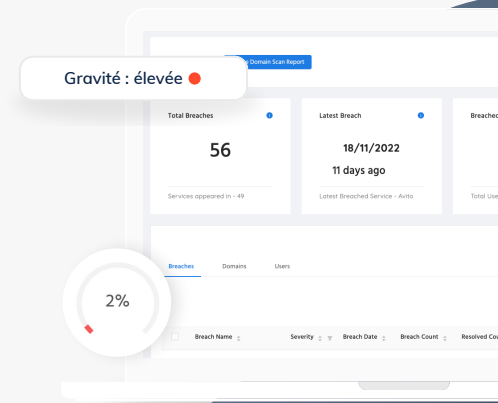 Domain Scan Report
Gravité : élevée
Total Breaches
56
Services appeared in - 49
Latest Breach
18/11/2022
11 days ago
Latest Breached Service - Avito
Breached
Total Use
Breaches Domains Users
2%
Breach Name Severity Breach Date Breach Count Resolved Cou